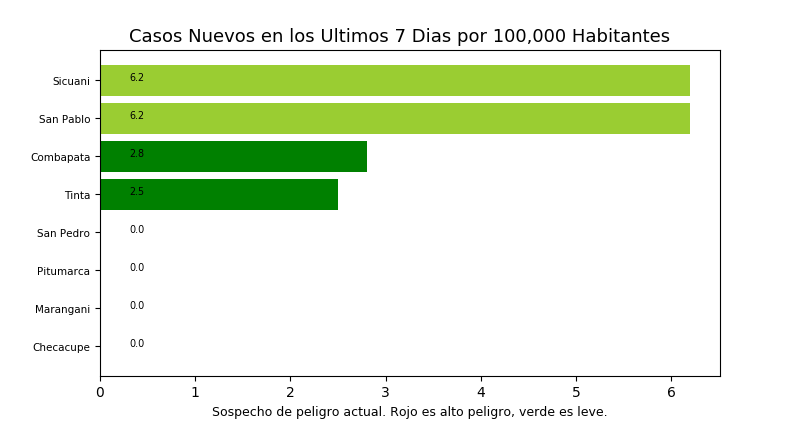 Casos Nuevos en los Ultimos 7 Dias por 100,000 Habitantes
Sicuani 6.2
San Pablo 6.2
Combapata 2.8
Tinta 2.5
San Pedro 0.0
Pitumarca 0.0
Marangani 0.0
Checacupe 0.0
0 1 2 3 4 5 6
Sospecho de peligro actual. Rojo es alto peligro, verde es leve.